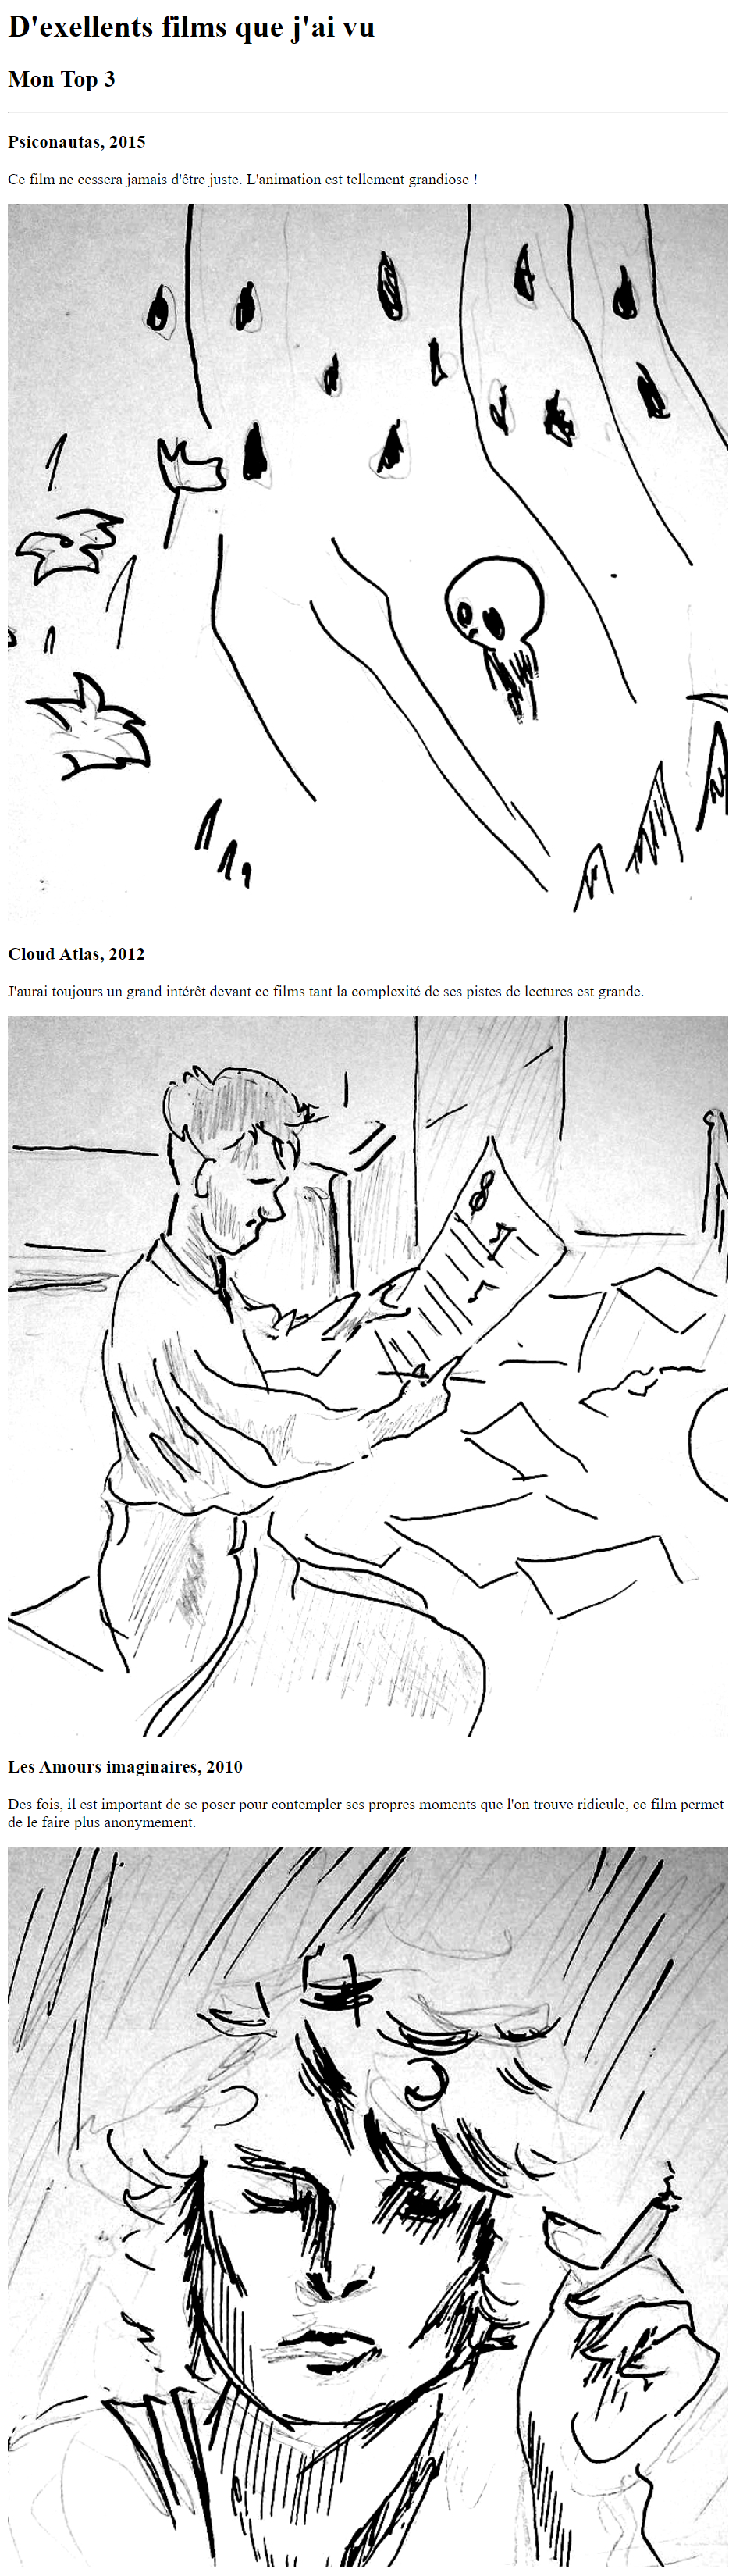 D'exellents films que j'ai vu
Mon Top 3
Psiconautas, 2015
Ce film ne cessera jamais d'être juste. L'animation est tellement grandiose !
Cloud Atlas, 2012
J'aurai toujours un grand intérêt devant ce films tant la complexité de ses pistes de lectures est grande.
Les Amours imaginaires, 2010
Des fois, il est important de se poser pour contempler ses propres moments que l'on trouve ridicule, ce film permet
de le faire plus anonymement.